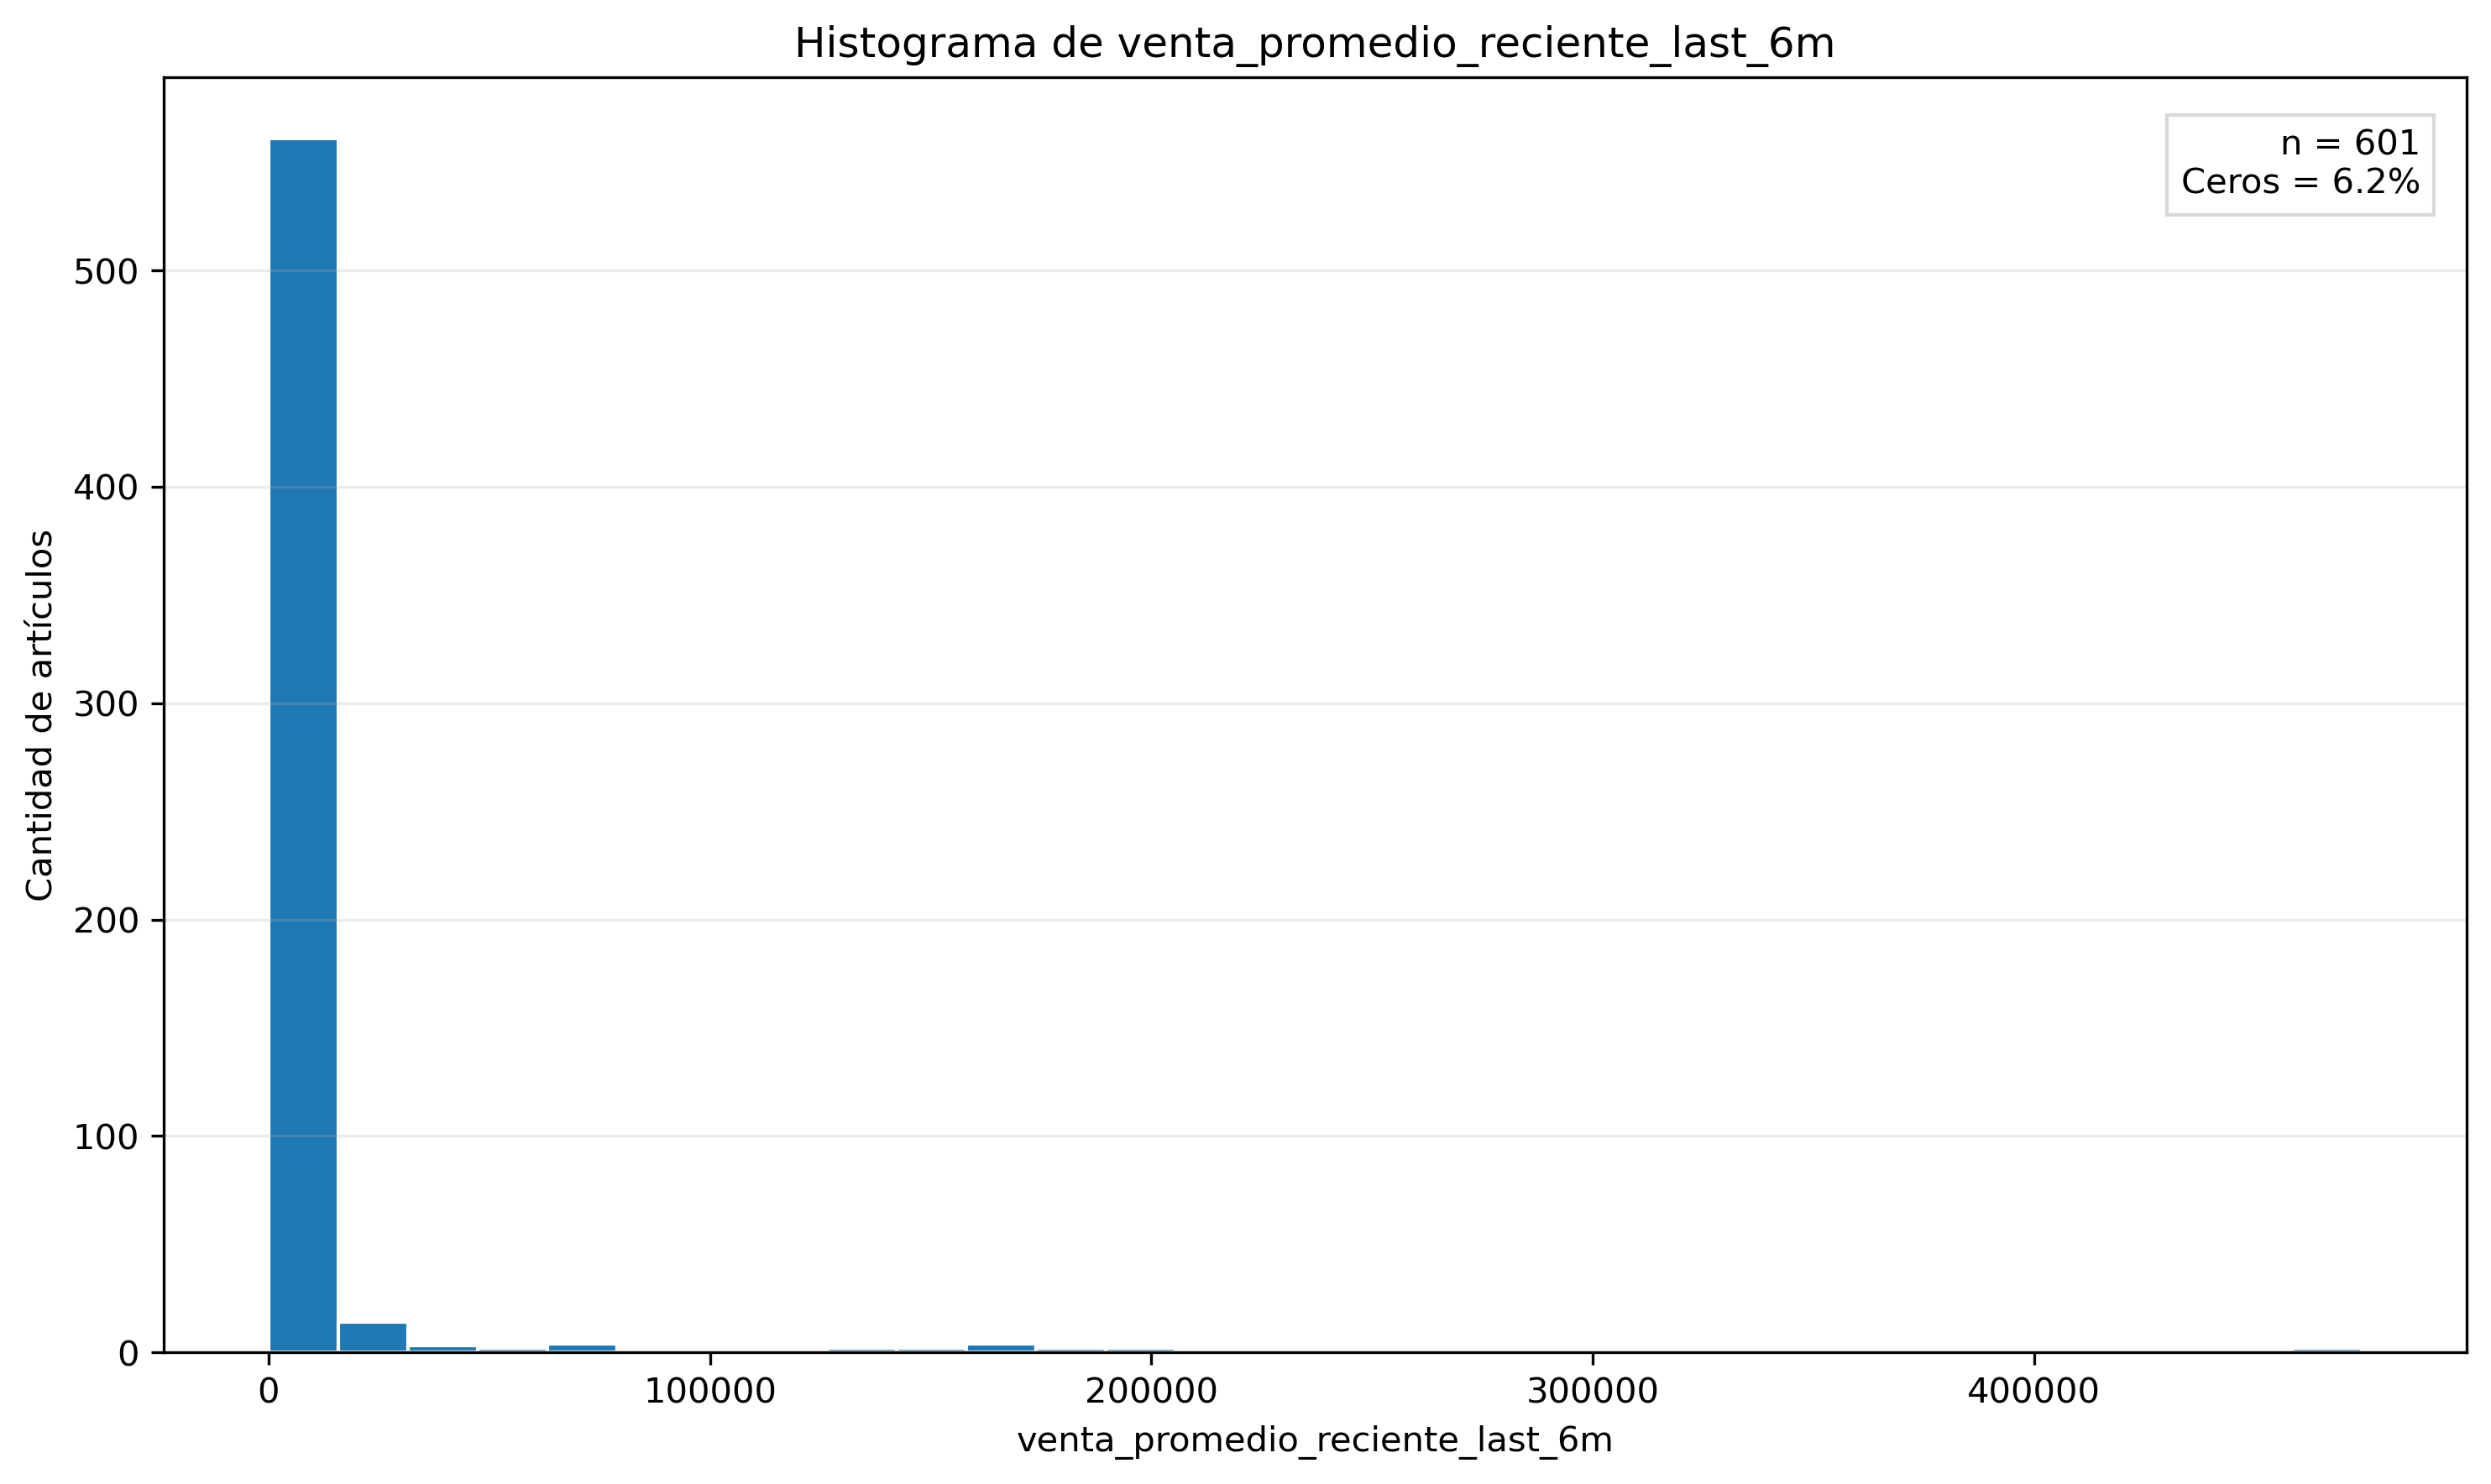 Histograma de venta_promedio_reciente_last_6m
n = 601
Ceros = 6.2%
Cantidad de artículos
500
400
300
200
100
0
0 100000 200000 300000 400000
venta_promedio_reciente_last_6m